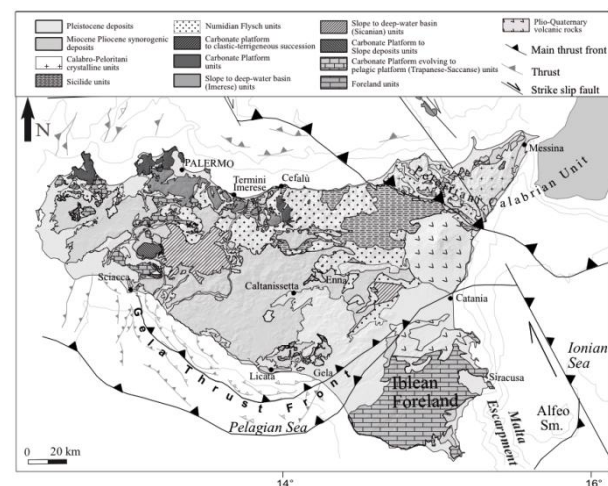 Pleistocene deposits
Miocene Pliocene synorogenic
deposits
Calabro-Peloritani
crystalline units
Sicilide units
Numidian Flysch units
Carbonate platform
to clastic-terrigeneous succession
Carbonate Platform
units
Slope to deep-water basin
(Imerese) units
Slope to deep-water basin
(Sicanian) units
Carbonate Platform to
Slope deposits units
Carbonate Platform evolving to
pelagic platform (Trapanese-Saccanse) units
Foreland units
Plio-Quaternary
volcanic rocks
Main thrust front
Thrust
Strike slip fault
N
PALERMO
Termini
Imerese
Cefalù
Messina
Peloritani
Calabrian Unit
Sciacca
Caltanissetta
Enna
Catania
Gela Thrust Front
Licata
Gela
Iblean
Foreland
Siracusa
Ionian
Sea
Malta
Escarpment
Alfeo
Sm.
Pelagian Sea
0 20 km
14°
16°